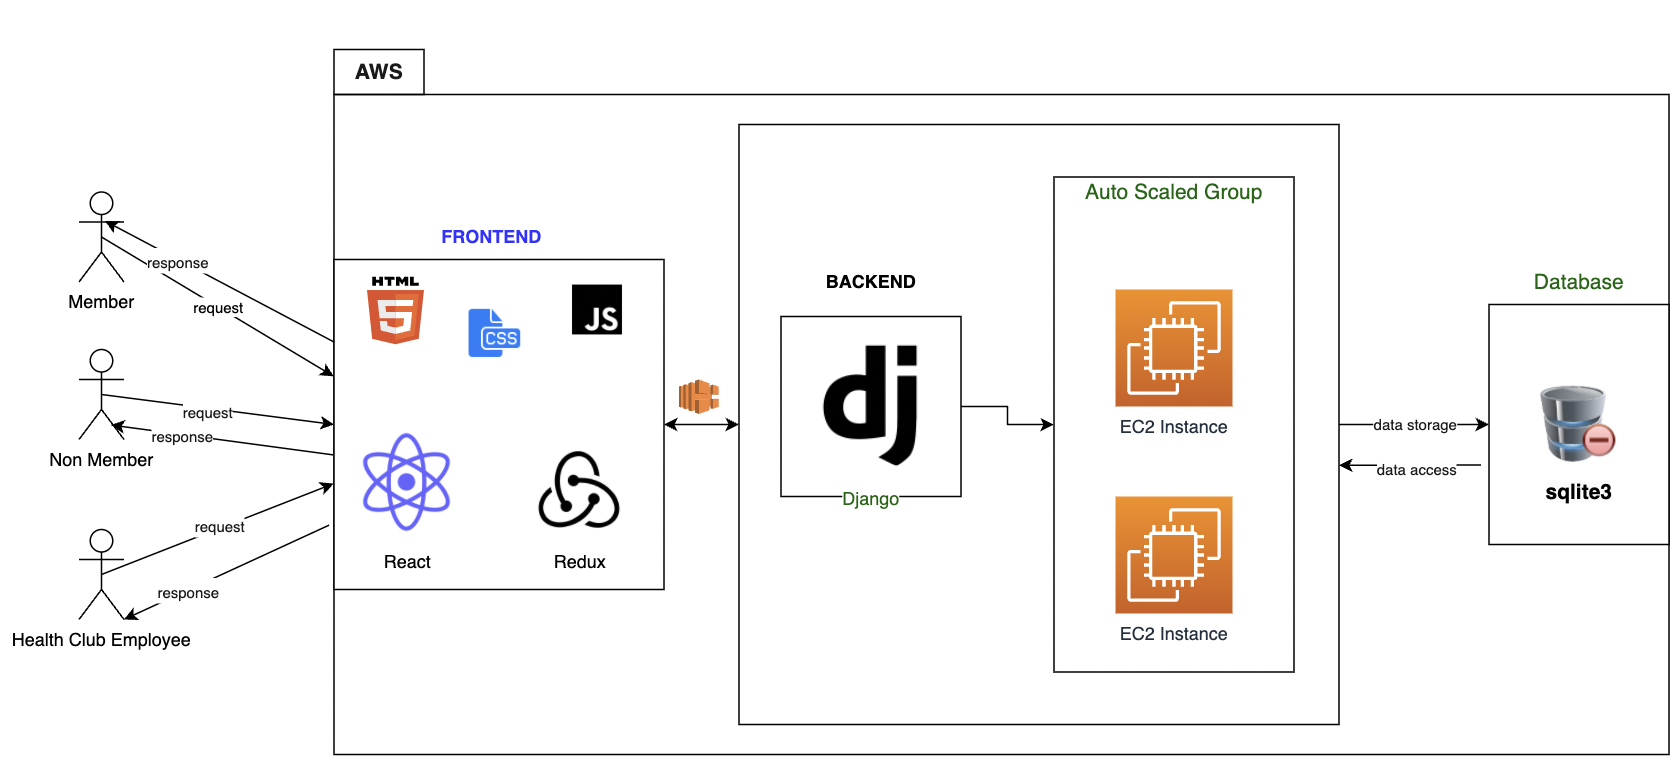 AWS
FRONTEND
HTML
5
CSS
JS
React
Redux
Member
response
request
Non Member
request
response
Health Club Employee
request
response
BACKEND
dj
Django
Auto Scaled Group
EC2 Instance
EC2 Instance
data storage
data access
Database
sqlite3